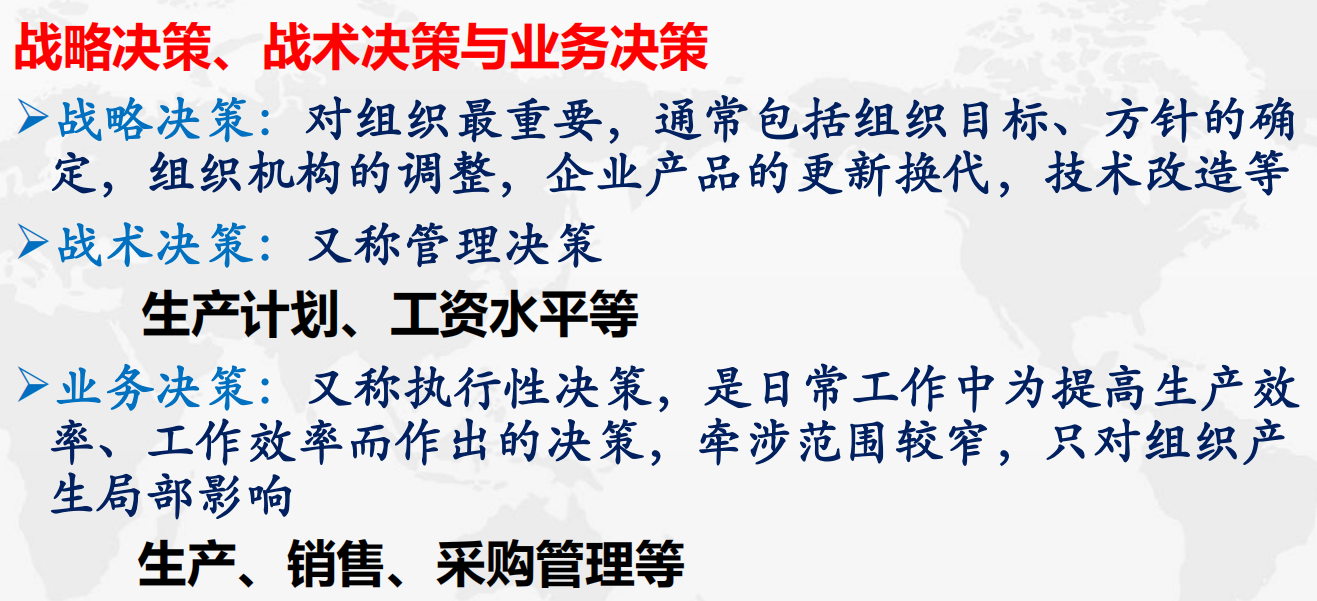 战略决策、战术决策与业务决策
➢战略决策：对组织最重要，通常包括组织目标、方针的确
定，组织机构的调整，企业产品的更新换代，技术改造等
➢战术决策：又称管理决策
生产计划、工资水平等
➢业务决策：又称执行性决策，是日常工作中为提高生产效
率、工作效率而作出的决策，牵涉范围较窄，只对组织产
生局部影响
生产、销售、采购管理等